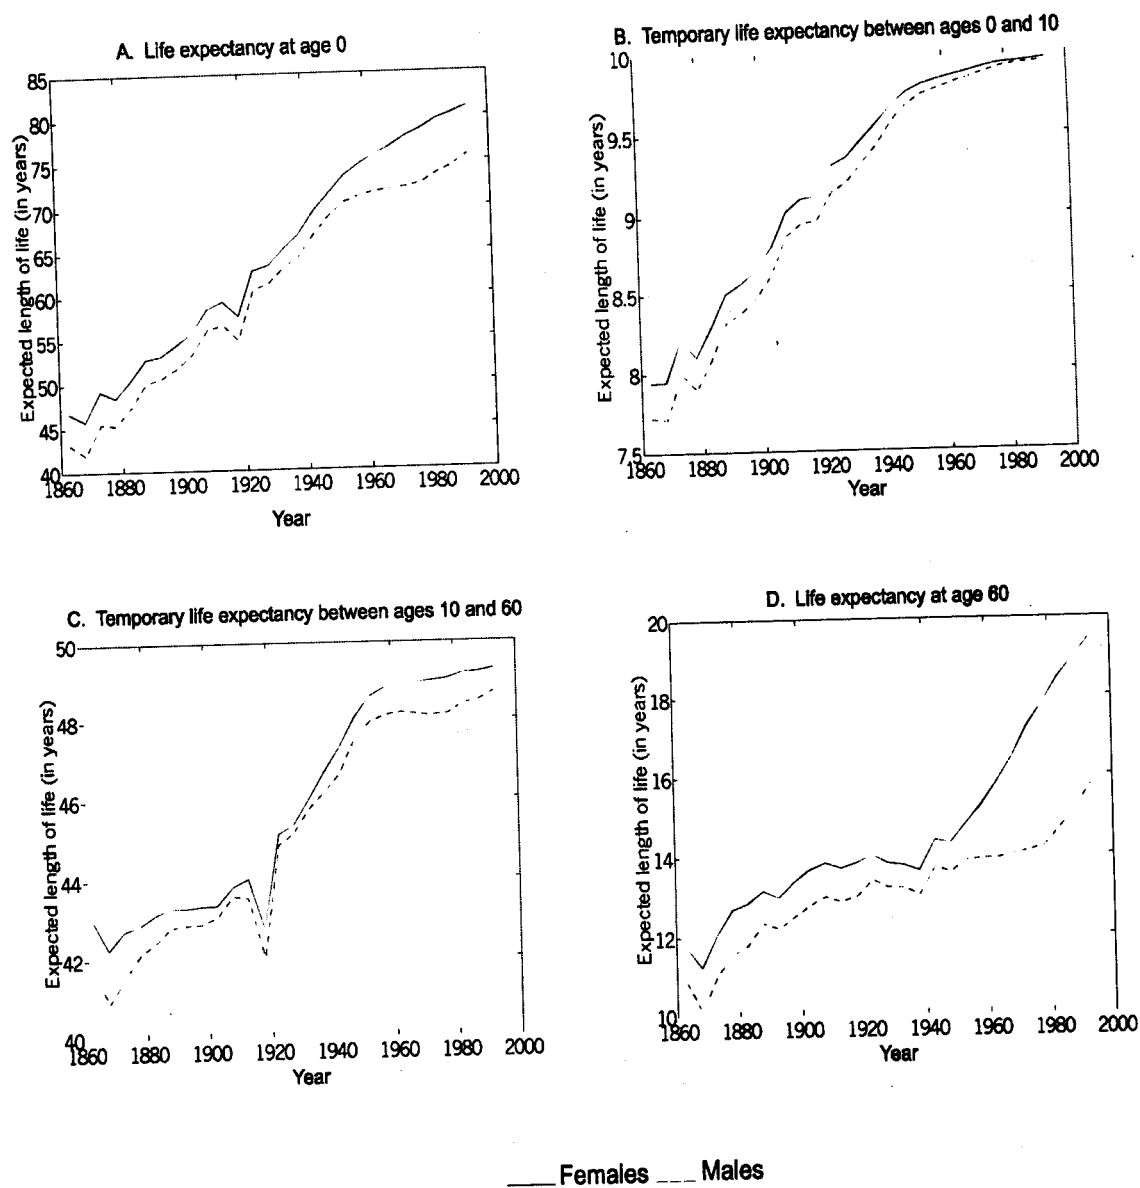 A. Life expectancy at age 0
Expected length of life (in years)
85
80
75
70
65
60
55
50
45
40
1860 1880 1900 1920 1940 1960 1980 2000
Year
B. Temporary life expectancy between ages 0 and 10
Expected length of life (in years)
10
9.5
9
8.5
8
7.5
1860 1880 1900 1920 1940 1960 1980 2000
Year
C. Temporary life expectancy between ages 10 and 60
Expected length of life (in years)
50
48
46
44
42
40
1860 1880 1900 1920 1940 1960 1980 2000
Year
D. Life expectancy at age 60
Expected length of life (in years)
20
18
16
14
12
10
1860 1880 1900 1920 1940 1960 1980 2000
Year
Females Males